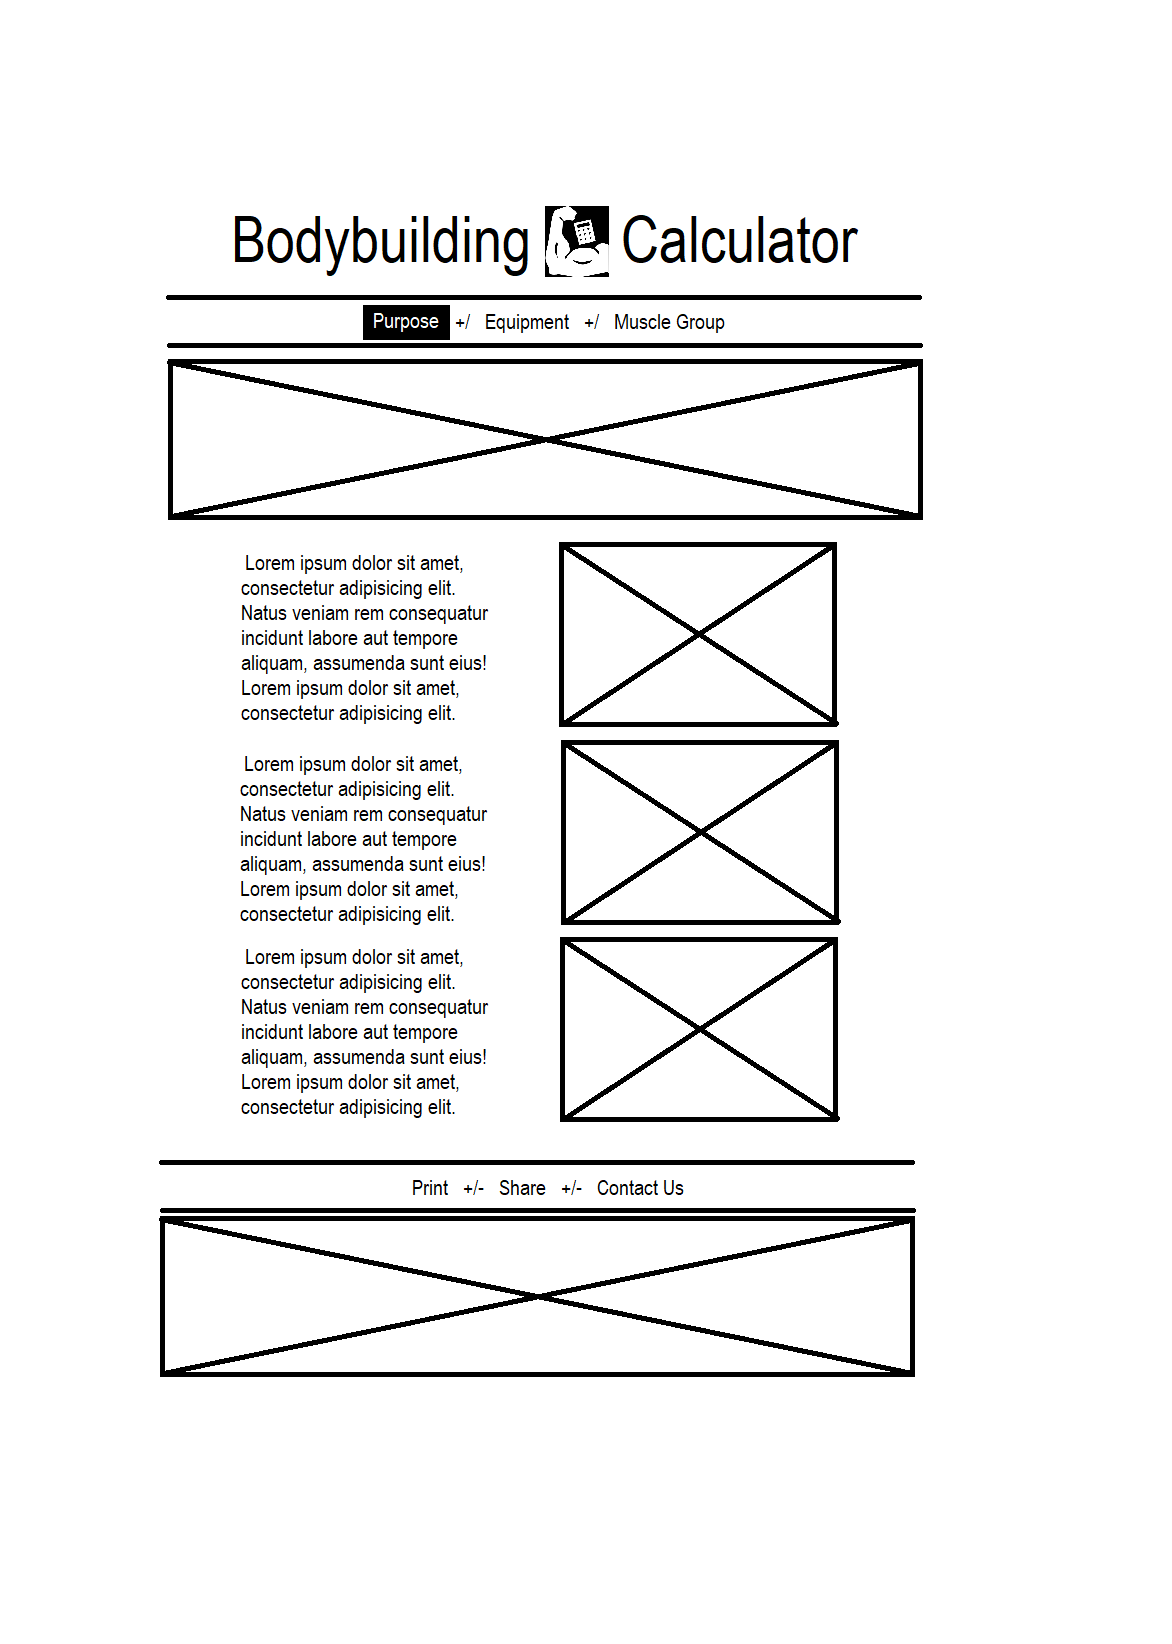 Bodybuilding Calculator
Purpose +/ Equipment +/ Muscle Group
Lorem ipsum dolor sit amet,
consectetur adipisicing elit.
Natus veniam rem consequatur
incidunt labore aut tempore
aliquam, assumenda sunt eius!
Lorem ipsum dolor sit amet,
consectetur adipisicing elit.
Lorem ipsum dolor sit amet,
consectetur adipisicing elit.
Natus veniam rem consequatur
incidunt labore aut tempore
aliquam, assumenda sunt eius!
Lorem ipsum dolor sit amet,
consectetur adipisicing elit.
Lorem ipsum dolor sit amet,
consectetur adipisicing elit.
Natus veniam rem consequatur
incidunt labore aut tempore
aliquam, assumenda sunt eius!
Lorem ipsum dolor sit amet,
consectetur adipisicing elit.
Print +/- Share +/- Contact Us